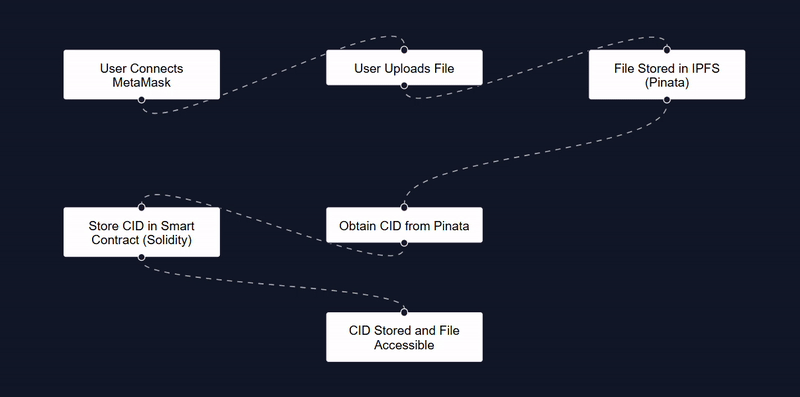 User Connects
MetaMask
User Uploads File
File Stored in IPFS
(Pinata)
Store CID in Smart
Contract (Solidity)
Obtain CID from Pinata
CID Stored and File
Accessible